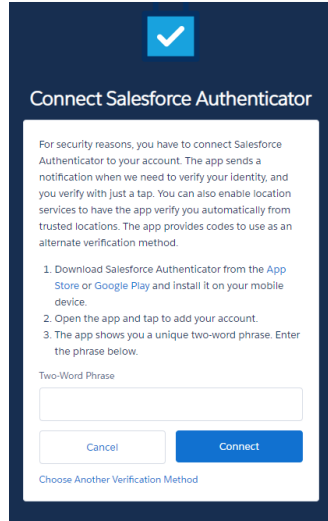 Connect Salesforce Authenticator
For security reasons, you have to connect Salesforce
Authenticator to your account. The app sends a
notification when we need to verify your identity, and
you verify with just a tap. You can also enable location
services to have the app verify you automatically from
trusted locations. The app provides codes to use as an
alternate verification method.
1. Download Salesforce Authenticator from the App
Store or Google Play and install it on your mobile
device.
2. Open the app and tap to add your account.
3. The app shows you a unique two-word phrase. Enter
the phrase below.
Two-Word Phrase
Cancel Connect
Choose Another Verification Method